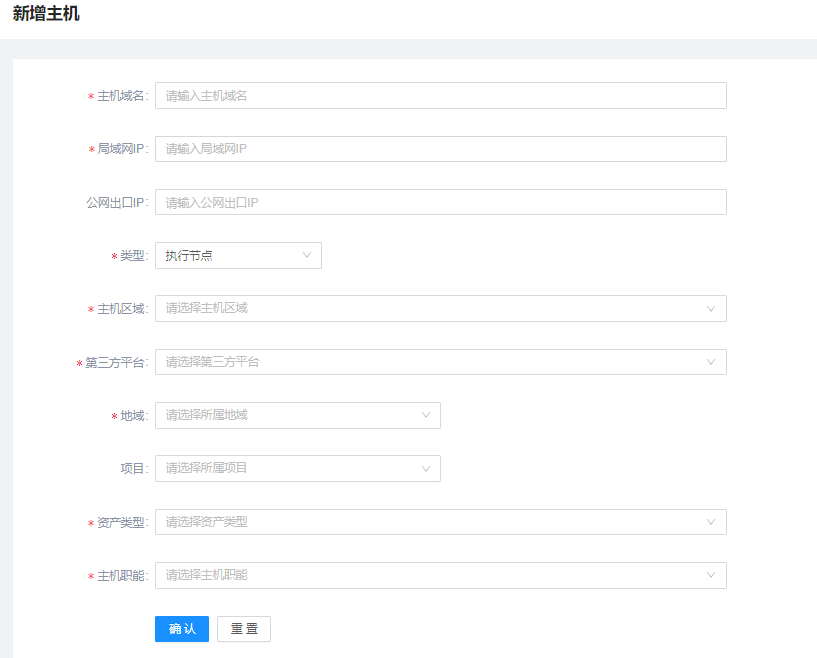 新增主机
* 主机域名: 请输入主机域名
* 局域网IP: 请输入局域网IP
公网出口IP: 请输入公网出口IP
* 类型: 执行节点
* 主机区域: 请选择主机区域
* 第三方平台: 请选择第三方平台
* 地域: 请选择所属地域
项目: 请选择所属项目
* 资产类型: 请选择资产类型
* 主机职能: 请选择主机职能
确认 重置